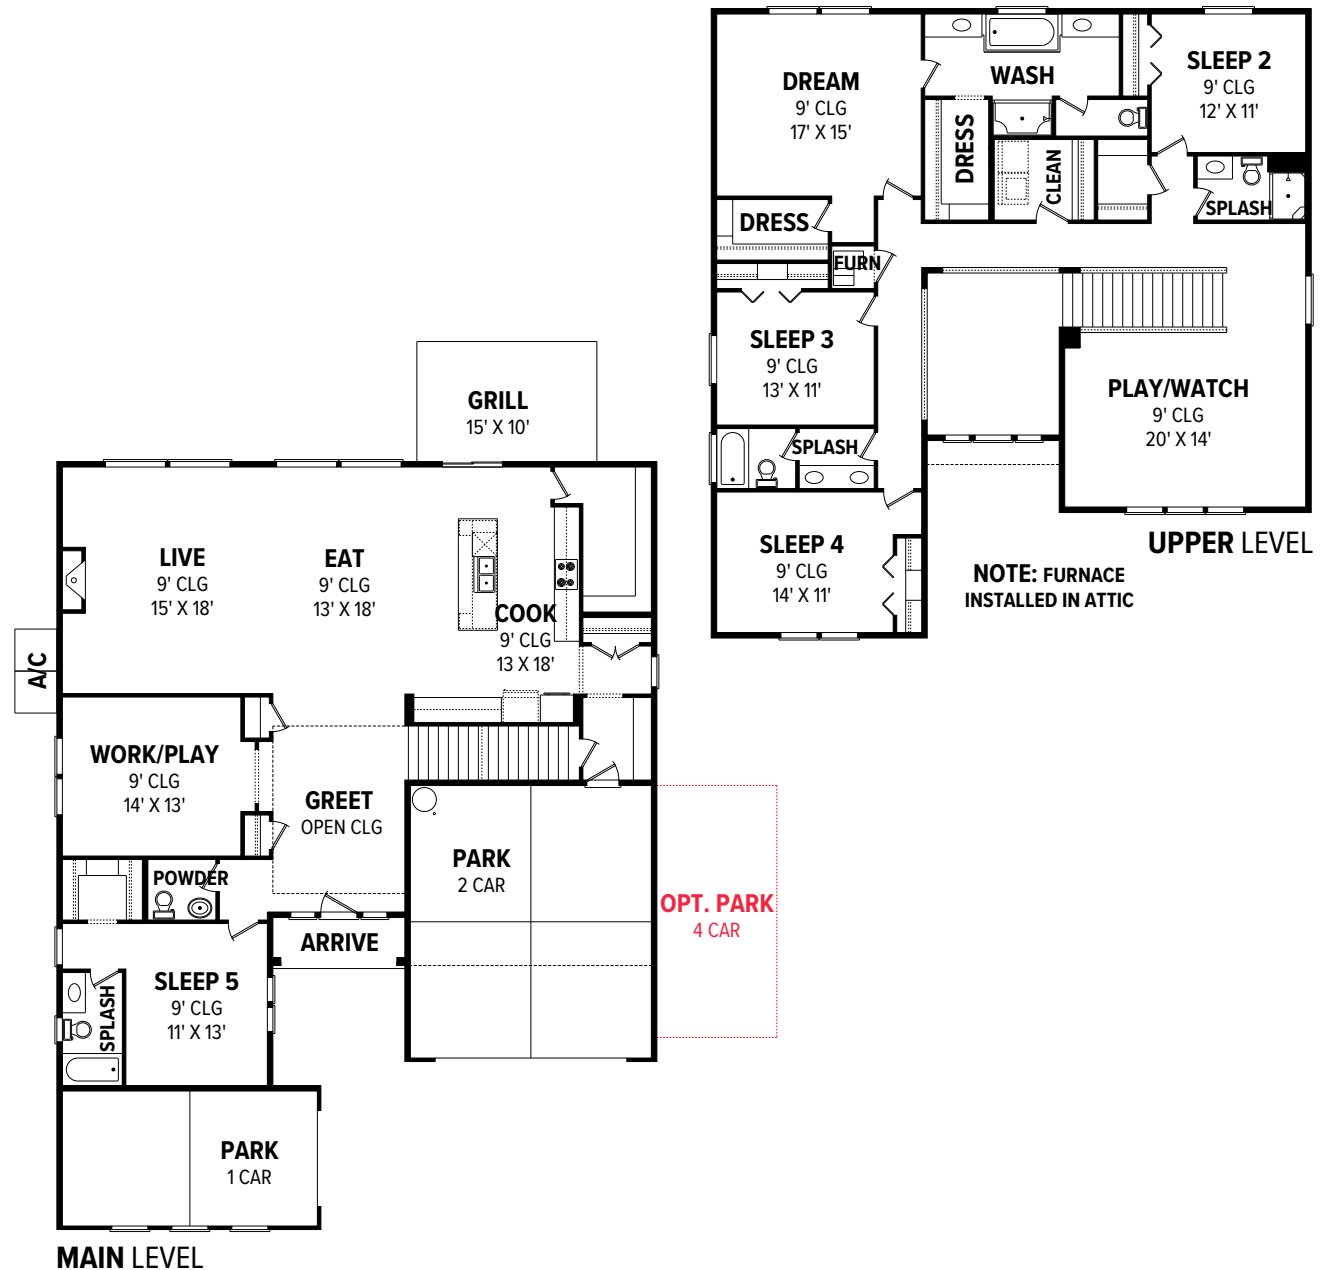 DREAM
9' CLG
17' X 15'
WASH
SLEEP 2
9' CLG
12' X 11'
DRESS
CLEAN
SPLASH
DRESS
FURN
SLEEP 3
9' CLG
13' X 11'
PLAY/WATCH
9' CLG
20' X 14'
SPLASH
SLEEP 4
9' CLG
14' X 11'
UPPER LEVEL
NOTE: FURNACE
INSTALLED IN ATTIC
GRILL
15' X 10'
LIVE
9' CLG
15' X 18'
EAT
9' CLG
13' X 18'
COOK
9' CLG
13 X 18'
A/C
WORK/PLAY
9' CLG
14' X 13'
GREET
OPEN CLG
PARK
2 CAR
OPT. PARK
4 CAR
POWDER
ARRIVE
SLEEP 5
9' CLG
11' X 13'
SPLASH
PARK
1 CAR
MAIN LEVEL